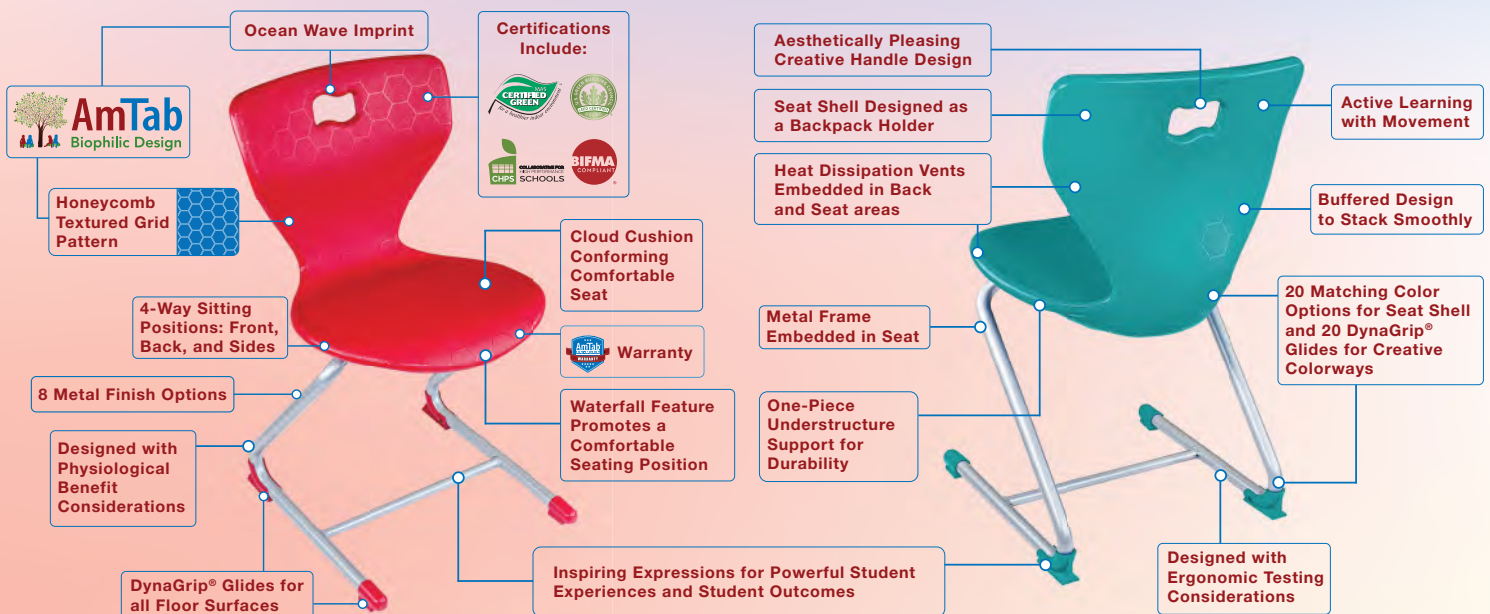 Ocean Wave Imprint
AmTab
Biophilic Design
Honeycomb
Textured Grid
Pattern
Certifications
Include:
CERTIFIED
GREEN
CHPS
COLLABORATIVE FOR
HIGH PERFORMANCE
SCHOOLS
BIFMA
COMPLIANT
®
4-Way Sitting
Positions: Front,
Back, and Sides
8 Metal Finish Options
Designed with
Physiological
Benefit
Considerations
DynaGrip® Glides for
all Floor Surfaces
Cloud Cushion
Conforming
Comfortable
Seat
AmTab
WARRANTY
Warranty
Waterfall Feature
Promotes a
Comfortable
Seating Position
Inspiring Expressions for Powerful Student
Experiences and Student Outcomes
Aesthetically Pleasing
Creative Handle Design
Seat Shell Designed as
a Backpack Holder
Heat Dissipation Vents
Embedded in Back
and Seat areas
Metal Frame
Embedded in Seat
One-Piece
Understructure
Support for
Durability
Active Learning
with Movement
Buffered Design
to Stack Smoothly
20 Matching Color
Options for Seat Shell
and 20 DynaGrip®
Glides for Creative
Colorways
Designed with
Ergonomic Testing
Considerations